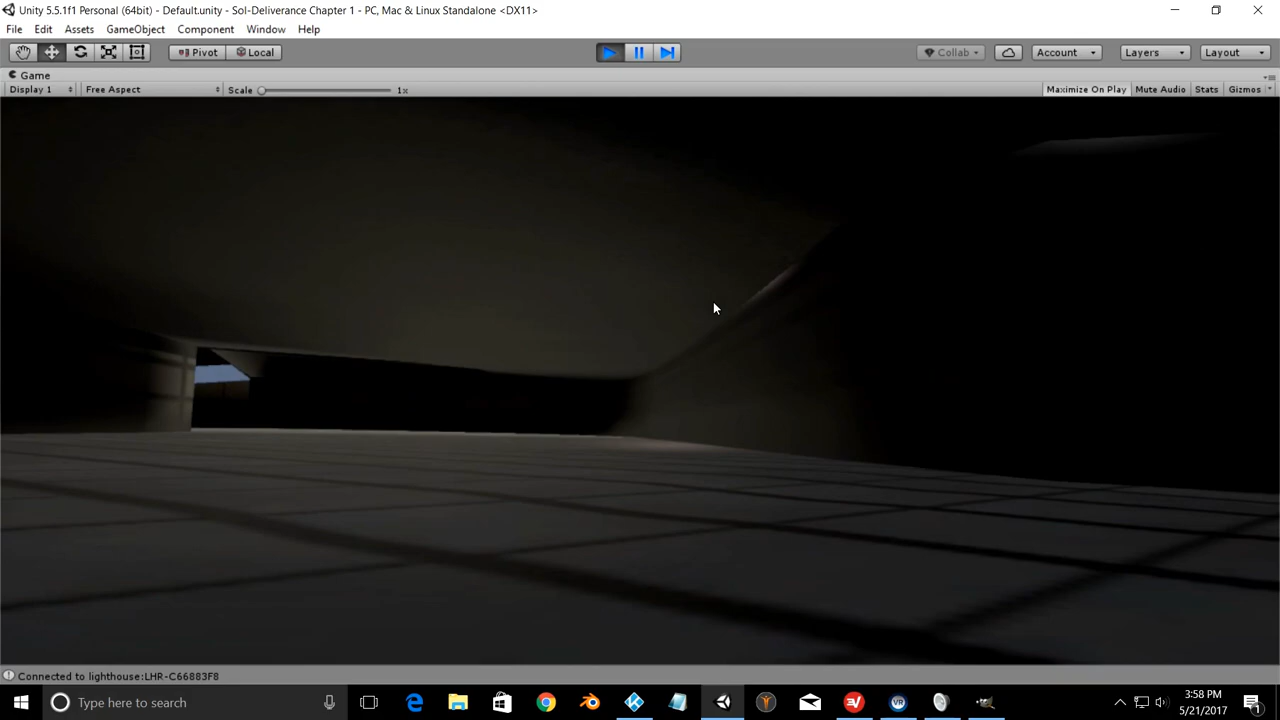 Unity 5.5.1f1 Personal (64bit) - Default.unity - Sol-Deliverance Chapter 1 - PC, Mac & Linux Standalone <DX11>
File Edit Assets GameObject Component Window Help
Pivot Local Collab Account Layers Layout
Game
Display 1 Free Aspect Scale 1x Maximize On Play Mute Audio Stats Gizmos
Connected to lighthouse:LHR-C66883F8
Type here to search
3:58 PM
5/21/2017